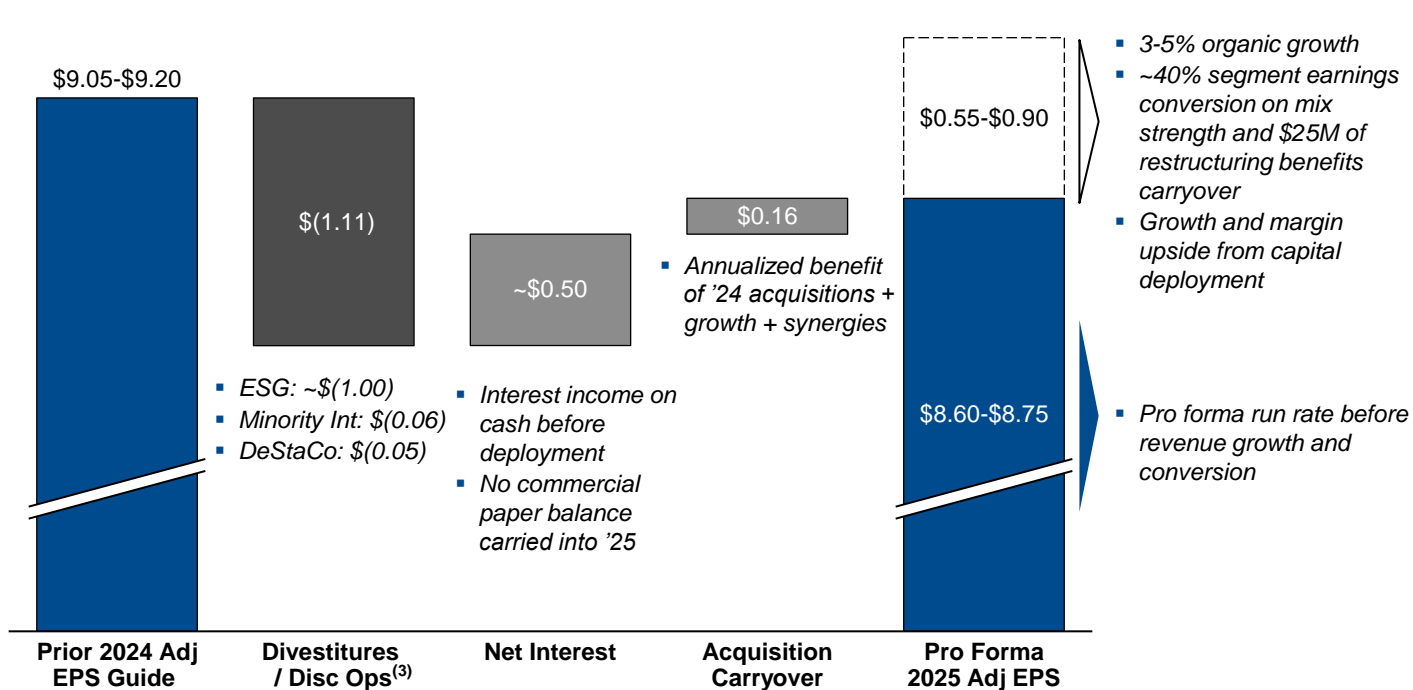 $9.05-$9.20
$(1.11)
▪ ESG: ~$(1.00)
▪ Minority Int: $(0.06)
▪ DeStaCo: $(0.05)
~$0.50
▪ Interest income on
cash before
deployment
▪ No commercial
paper balance
carried into ’25
$0.16
▪ Annualized benefit
of ’24 acquisitions +
growth + synergies
$0.55-$0.90
$8.60-$8.75
▪ 3-5% organic growth
▪ ~40% segment earnings
conversion on mix
strength and $25M of
restructuring benefits
carryover
▪ Growth and margin
upside from capital
deployment
▪ Pro forma run rate before
revenue growth and
conversion
Prior 2024 Adj
EPS Guide
Divestitures
/ Disc Ops(3)
Net Interest
Acquisition
Carryover
Pro Forma
2025 Adj EPS